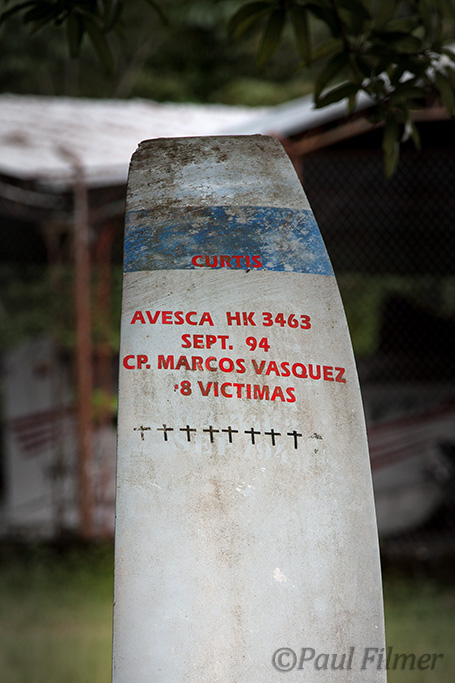 CURTIS
AVESCA HK 3463
SEPT. 94
CP. MARCOS VASQUEZ
8 VICTIMAS
©Paul Filmer